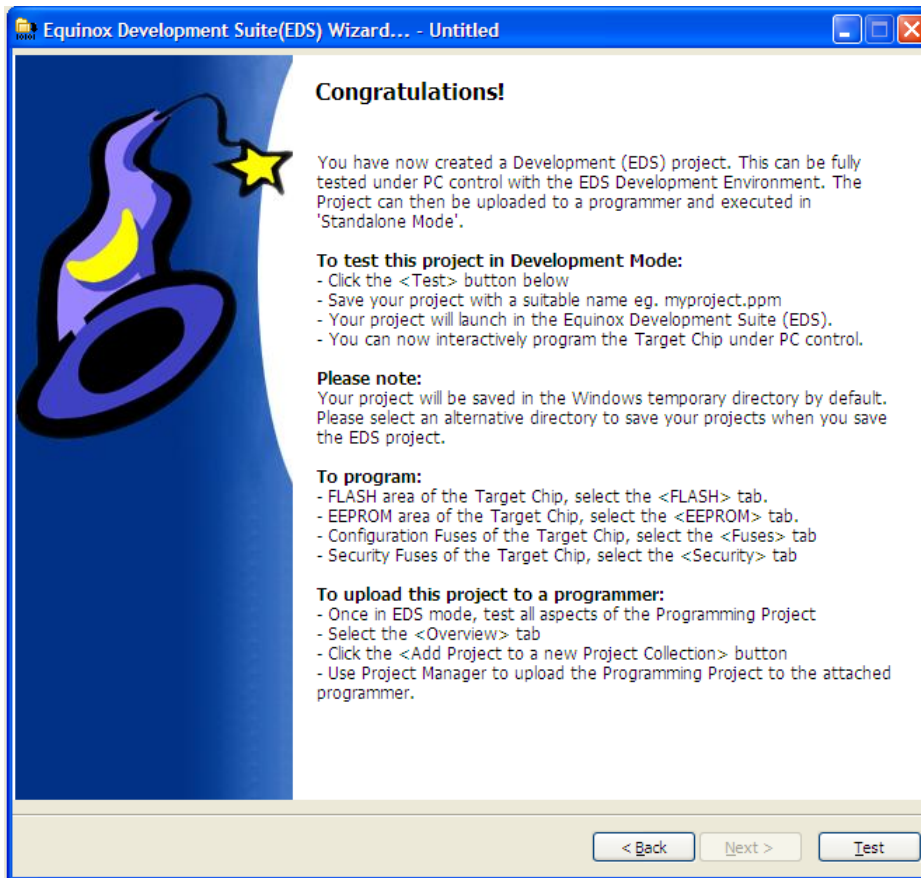 Equinox Development Suite(EDS) Wizard... - Untitled
Congratulations!
You have now created a Development (EDS) project. This can be fully
tested under PC control with the EDS Development Environment. The
Project can then be uploaded to a programmer and executed in
'Standalone Mode'.
To test this project in Development Mode:
- Click the <Test> button below
- Save your project with a suitable name eg. myproject.ppm
- Your project will launch in the Equinox Development Suite (EDS).
- You can now interactively program the Target Chip under PC control.
Please note:
Your project will be saved in the Windows temporary directory by default.
Please select an alternative directory to save your projects when you save
the EDS project.
To program:
- FLASH area of the Target Chip, select the <FLASH> tab.
- EEPROM area of the Target Chip, select the <EEPROM> tab.
- Configuration Fuses of the Target Chip, select the <Fuses> tab
- Security Fuses of the Target Chip, select the <Security> tab
To upload this project to a programmer:
- Once in EDS mode, test all aspects of the Programming Project
- Select the <Overview> tab
- Click the <Add Project to a new Project Collection> button
- Use Project Manager to upload the Programming Project to the attached
programmer.
< Back Next > Test